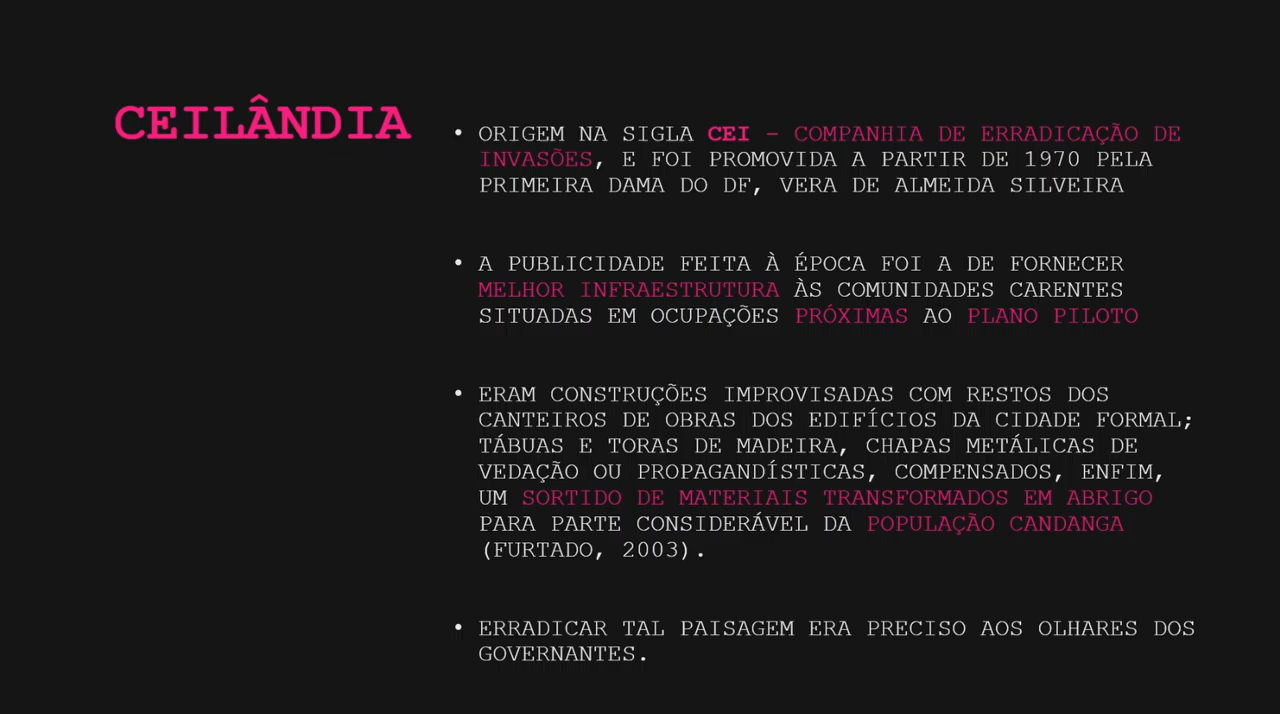 CEILÂNDIA
• ORIGEM NA SIGLA CEI – COMPANHIA DE ERRADICAÇÃO DE
INVASÕES, E FOI PROMOVIDA A PARTIR DE 1970 PELA
PRIMEIRA DAMA DO DF, VERA DE ALMEIDA SILVEIRA
• A PUBLICIDADE FEITA À ÉPOCA FOI A DE FORNECER
MELHOR INFRAESTRUTURA ÀS COMUNIDADES CARENTES
SITUADAS EM OCUPAÇÕES PRÓXIMAS AO PLANO PILOTO
• ERAM CONSTRUÇÕES IMPROVISADAS COM RESTOS DOS
CANTEIROS DE OBRAS DOS EDIFÍCIOS DA CIDADE FORMAL;
TÁBUAS E TORAS DE MADEIRA, CHAPAS METÁLICAS DE
VEDAÇÃO OU PROPAGANDÍSTICAS, COMPENSADOS, ENFIM,
UM SORTIDO DE MATERIAIS TRANSFORMADOS EM ABRIGO
PARA PARTE CONSIDERÁVEL DA POPULAÇÃO CANDANGA
(FURTADO, 2003).
• ERRADICAR TAL PAISAGEM ERA PRECISO AOS OLHARES DOS
GOVERNANTES.